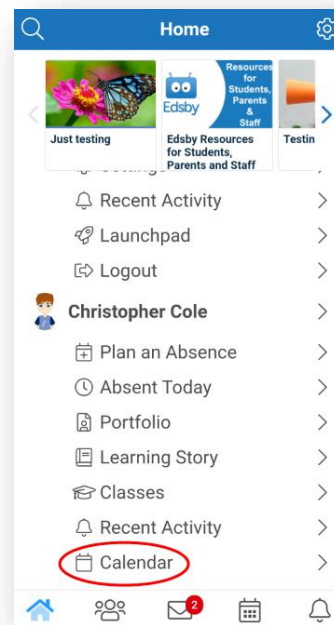 Home
Resources
for
Students,
Parents
&
Staff
Edsby
Just testing
Edsby Resources
for Students,
Parents and Staff
Testin
Settings
Recent Activity
Launchpad
Logout
Christopher Cole
Plan an Absence
Absent Today
Portfolio
Learning Story
Classes
Recent Activity
Calendar
2